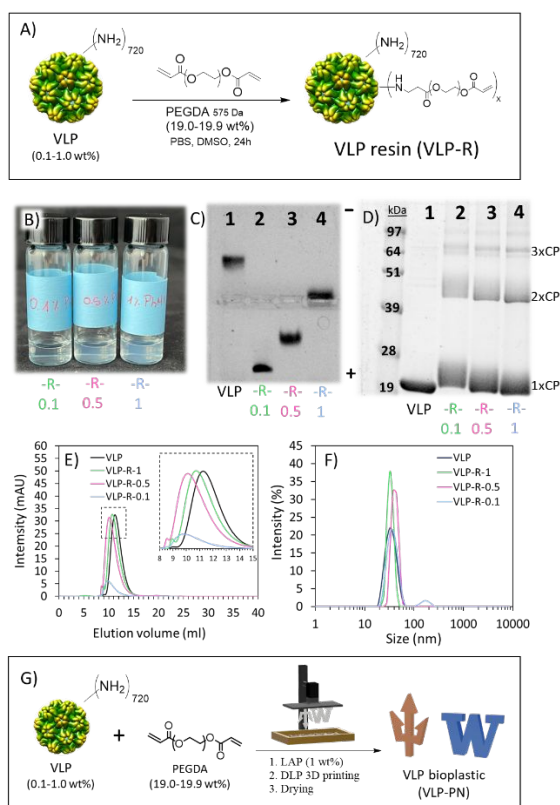 A)
(NH₂)₇₂₀
VLP
(0.1-1.0 wt%)
O
PEGDA 575 Da
(19.0-19.9 wt%)
PBS, DMSO, 24h
(NH₂)₇₂₀
VLP resin (VLP-R)
B)
0.5%
-R- -R- -R-
0.1 0.5 1
C)
1 2 3 4
−
+
VLP -R- -R- -R-
0.1 0.5 1
D)
kDa 1 2 3 4
97
64
51
39
28
19
3xCP
2xCP
1xCP
VLP -R- -R- -R-
0.1 0.5 1
E)
VLP
VLP-R-1
VLP-R-0.5
VLP-R-0.1
Intensity (mAU)
50
45
40
35
30
25
20
15
10
5
0
0 5 10 15 20 25 30 35 40
Elution volume (ml)
8 9 10 11 12 13 14 15
F)
VLP
VLP-R-1
VLP-R-0.5
VLP-R-0.1
Intensity (%)
50
45
40
35
30
25
20
15
10
5
0
1 10 100 1000 10000
Size (nm)
G)
(NH₂)₇₂₀
VLP
(0.1-1.0 wt%)
+
PEGDA
(19.0-19.9 wt%)
1. LAP (1 wt%)
2. DLP 3D printing
3. Drying
W
VLP bioplastic
(VLP-PN)